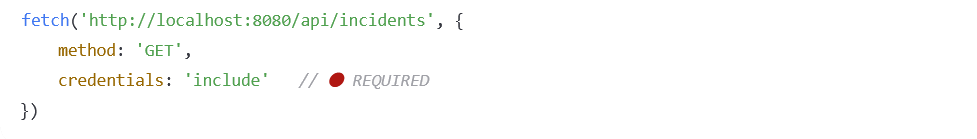 fetch('http://localhost:8080/api/incidents', {
    method: 'GET',
    credentials: 'include'   // 🔴 REQUIRED
})